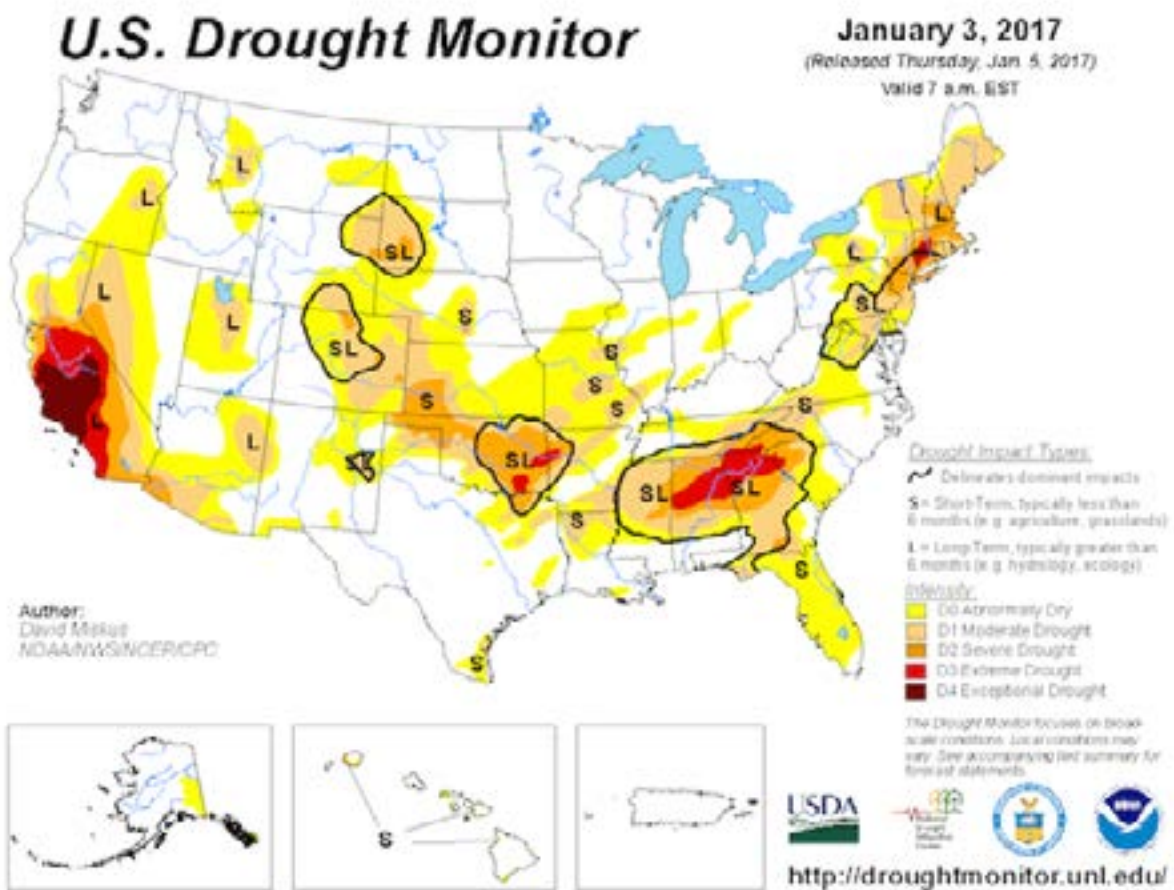 U.S. Drought Monitor
January 3, 2017
(Released Thursday, Jan. 5, 2017)
Valid 7 a.m. EST
L
L
SL
L
L
S
SL
L
SL
L
S
S
S
S
S
L
SL
L
SL
SL
S
S
S
Drought Impact Types:
Delineates dominant impacts
S = Short-Term, typically less than
6 months (e.g. agriculture, grasslands)
L = Long-Term, typically greater than
6 months (e.g. hydrology, ecology)
Intensity:
D0 Abnormally Dry
D1 Moderate Drought
D2 Severe Drought
D3 Extreme Drought
D4 Exceptional Drought
Author:
David Miskus
NOAA/NWS/NCEP/CPC
The Drought Monitor focuses on broad-
scale conditions. Local conditions may
vary. See accompanying text summary for
forecast statements.
S
USDA
http://droughtmonitor.unl.edu/